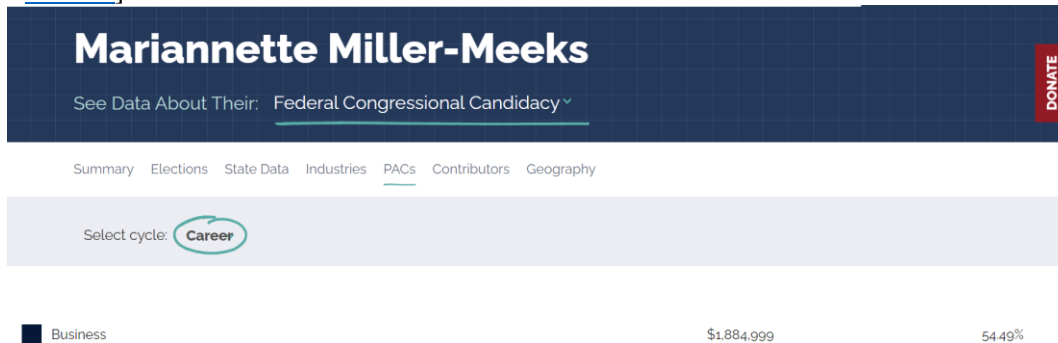 Mariannette Miller-Meeks
DONATE
See Data About Their: Federal Congressional Candidacy
Summary Elections State Data Industries PACs Contributors Geography
Select cycle: Career
Business $1,884,999 54.49%